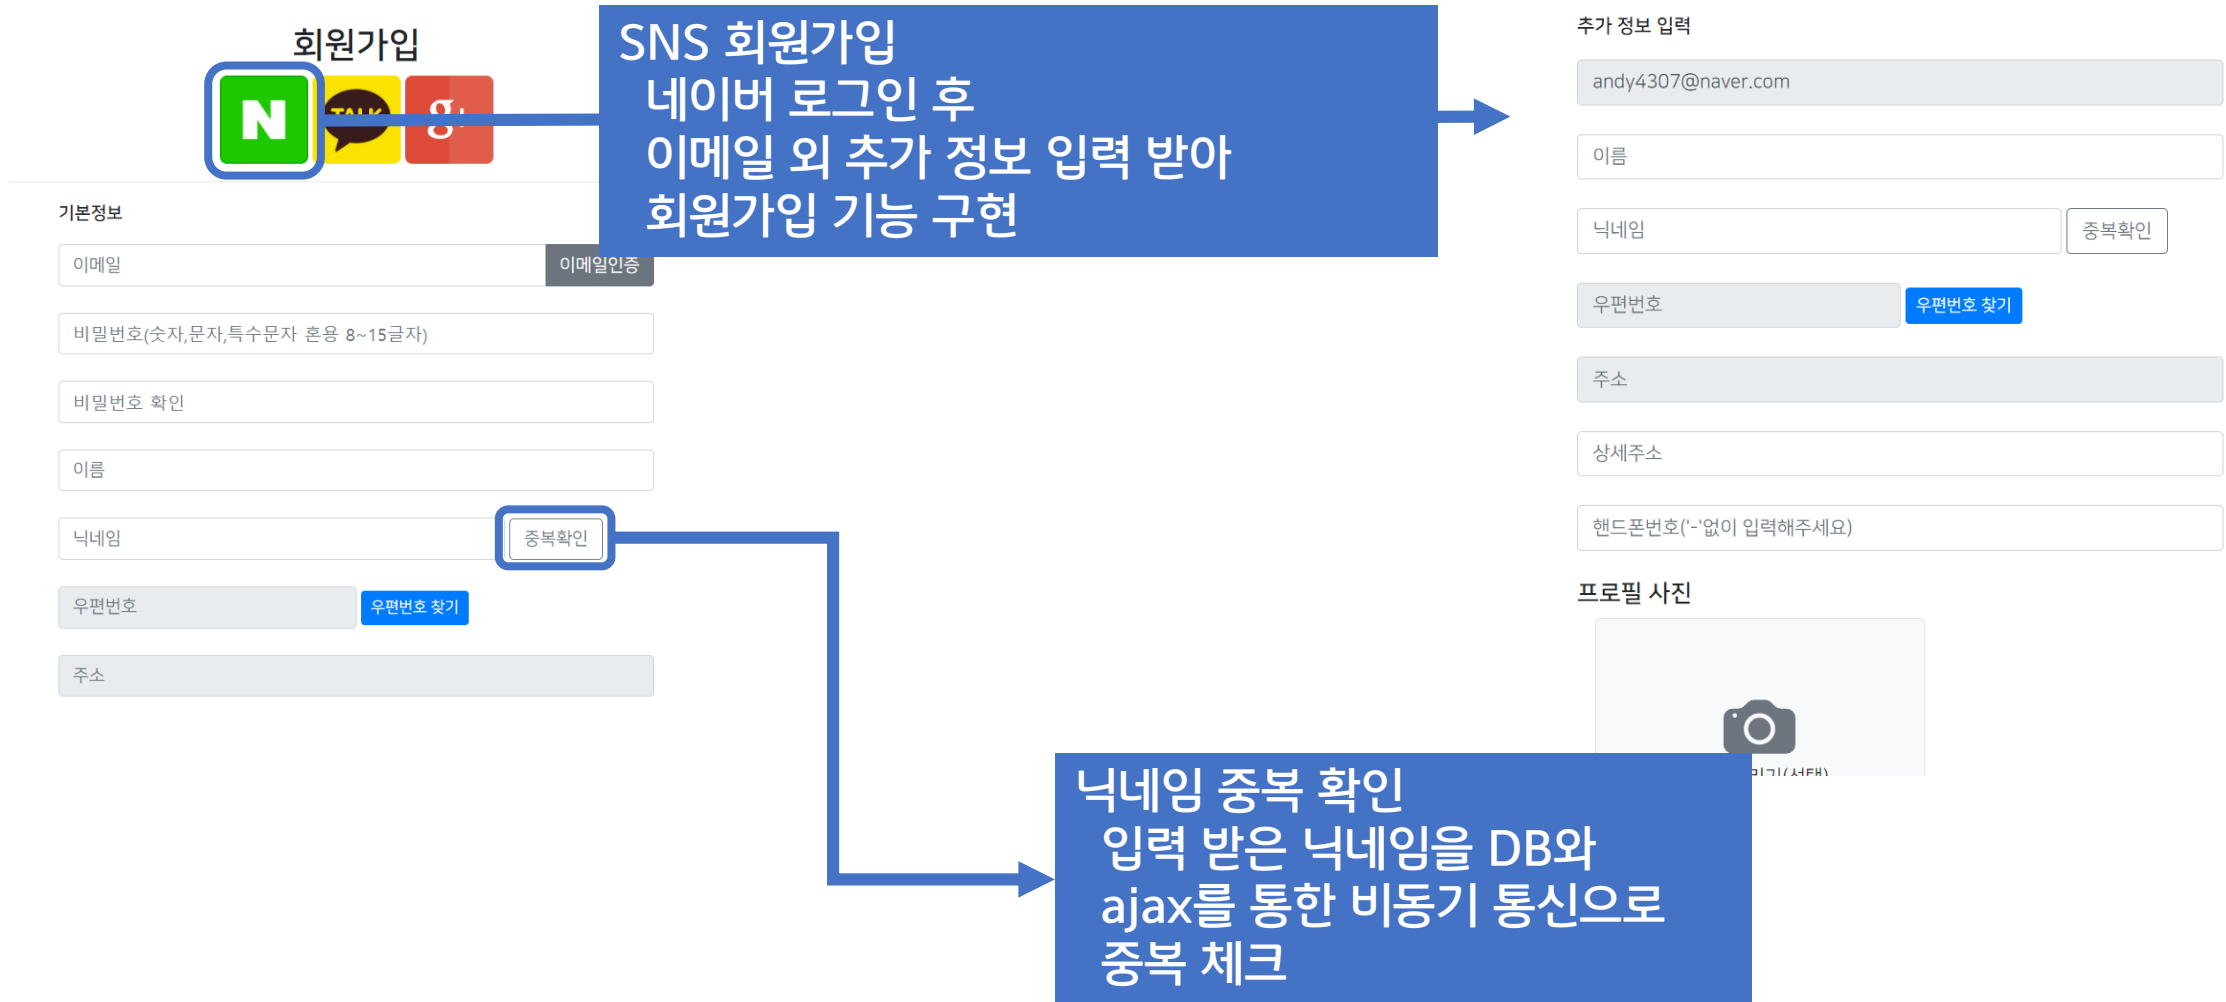 회원가입
N
TALK
g+
기본정보
이메일
이메일인증
비밀번호(숫자,문자,특수문자 혼용 8~15글자)
비밀번호 확인
이름
닉네임
중복확인
우편번호
우편번호 찾기
주소
SNS 회원가입
네이버 로그인 후
이메일 외 추가 정보 입력 받아
회원가입 기능 구현
닉네임 중복 확인
입력 받은 닉네임을 DB와
ajax를 통한 비동기 통신으로
중복 체크
추가 정보 입력
andy4307@naver.com
이름
닉네임
중복확인
우편번호
우편번호 찾기
주소
상세주소
핸드폰번호('-'없이 입력해주세요)
프로필 사진